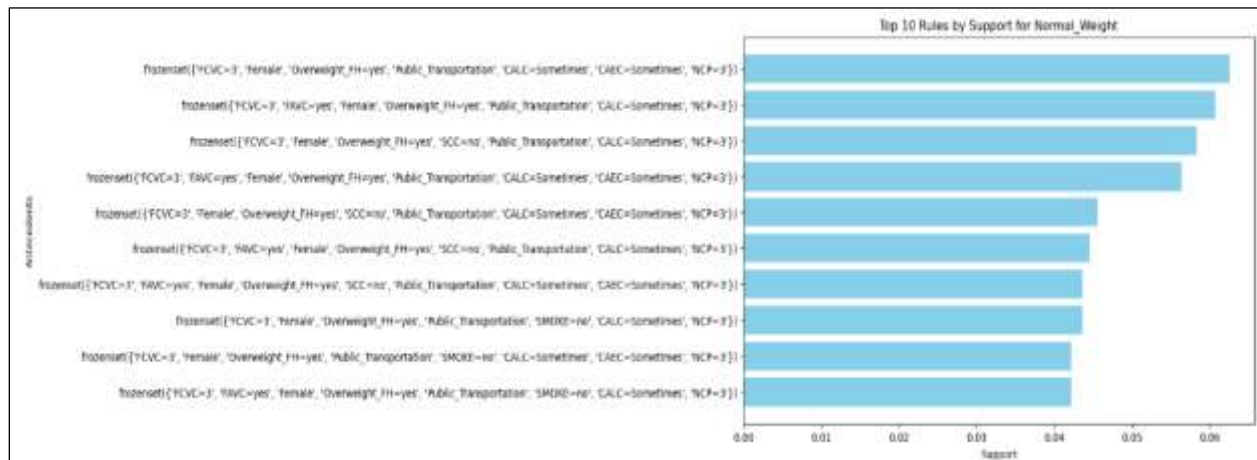 Top 10 Rules by Support for Normal_Weight
frozenset({'FCVC=3', 'Female', 'Overweight_FH=yes', 'Public_Transportation', 'CALC=Sometimes', 'CAEC=Sometimes', 'NCP=3'})
frozenset({'FCVC=3', 'FAVC=yes', 'Female', 'Overweight_FH=yes', 'Public_Transportation', 'CALC=Sometimes', 'NCP=3'})
frozenset({'FCVC=3', 'Female', 'Overweight_FH=yes', 'SCC=no', 'Public_Transportation', 'CALC=Sometimes', 'NCP=3'})
frozenset({'FCVC=3', 'FAVC=yes', 'Female', 'Overweight_FH=yes', 'Public_Transportation', 'CALC=Sometimes', 'CAEC=Sometimes', 'NCP=3'})
frozenset({'FCVC=3', 'Female', 'Overweight_FH=yes', 'SCC=no', 'Public_Transportation', 'CALC=Sometimes', 'CAEC=Sometimes', 'NCP=3'})
frozenset({'FCVC=3', 'FAVC=yes', 'Female', 'Overweight_FH=yes', 'SCC=no', 'Public_Transportation', 'CALC=Sometimes', 'NCP=3'})
frozenset({'FCVC=3', 'FAVC=yes', 'Female', 'Overweight_FH=yes', 'SCC=no', 'Public_Transportation', 'CALC=Sometimes', 'CAEC=Sometimes', 'NCP=3'})
frozenset({'FCVC=3', 'Female', 'Overweight_FH=yes', 'Public_Transportation', 'SMOKE=no', 'CALC=Sometimes', 'NCP=3'})
frozenset({'FCVC=3', 'Female', 'Overweight_FH=yes', 'Public_Transportation', 'SMOKE=no', 'CALC=Sometimes', 'CAEC=Sometimes', 'NCP=3'})
frozenset({'FCVC=3', 'FAVC=yes', 'Female', 'Overweight_FH=yes', 'Public_Transportation', 'SMOKE=no', 'CALC=Sometimes', 'NCP=3'})
0.00 0.01 0.02 0.03 0.04 0.05 0.06
Support